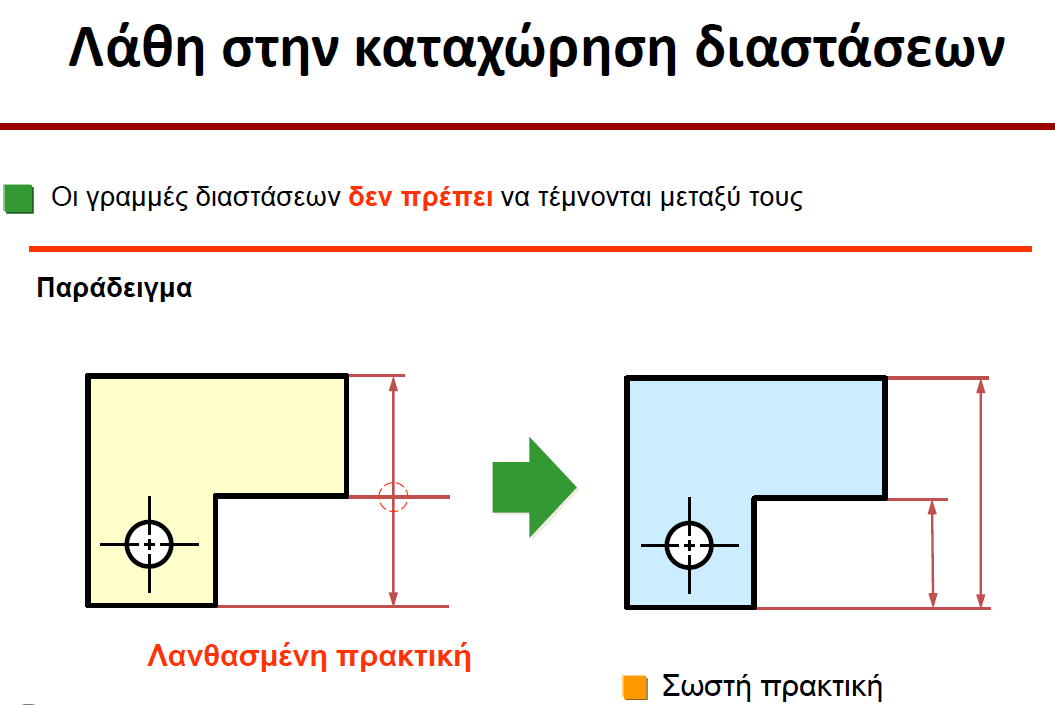 Λάθη στην καταχώρηση διαστάσεων
Οι γραμμές διαστάσεων δεν πρέπει να τέμνονται μεταξύ τους
Παράδειγμα
Λανθασμένη πρακτική
Σωστή πρακτική